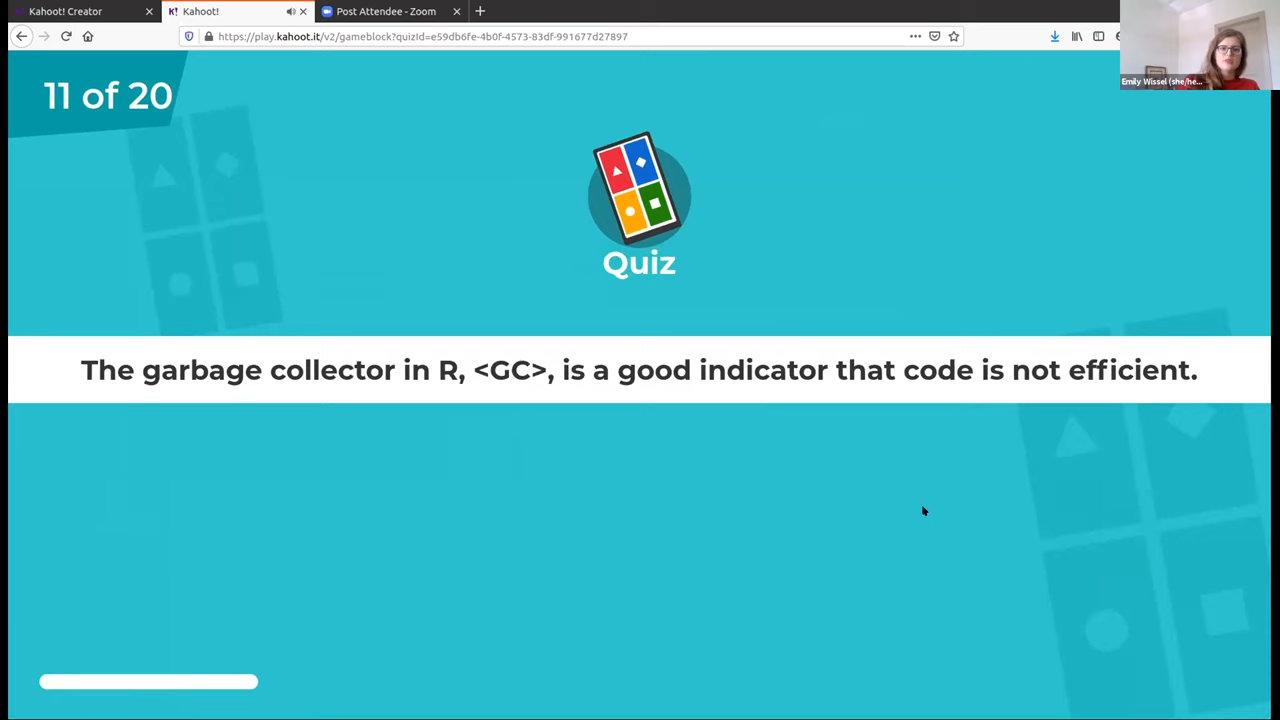 Kahoot! Creator
K! Kahoot!
Post Attendee - Zoom
https://play.kahoot.it/v2/gameblock?quizId=e59db6fe-4b0f-4573-83df-991677d27897
Emily Wissel (she/he...
11 of 20
Quiz
The garbage collector in R, <GC>, is a good indicator that code is not efficient.